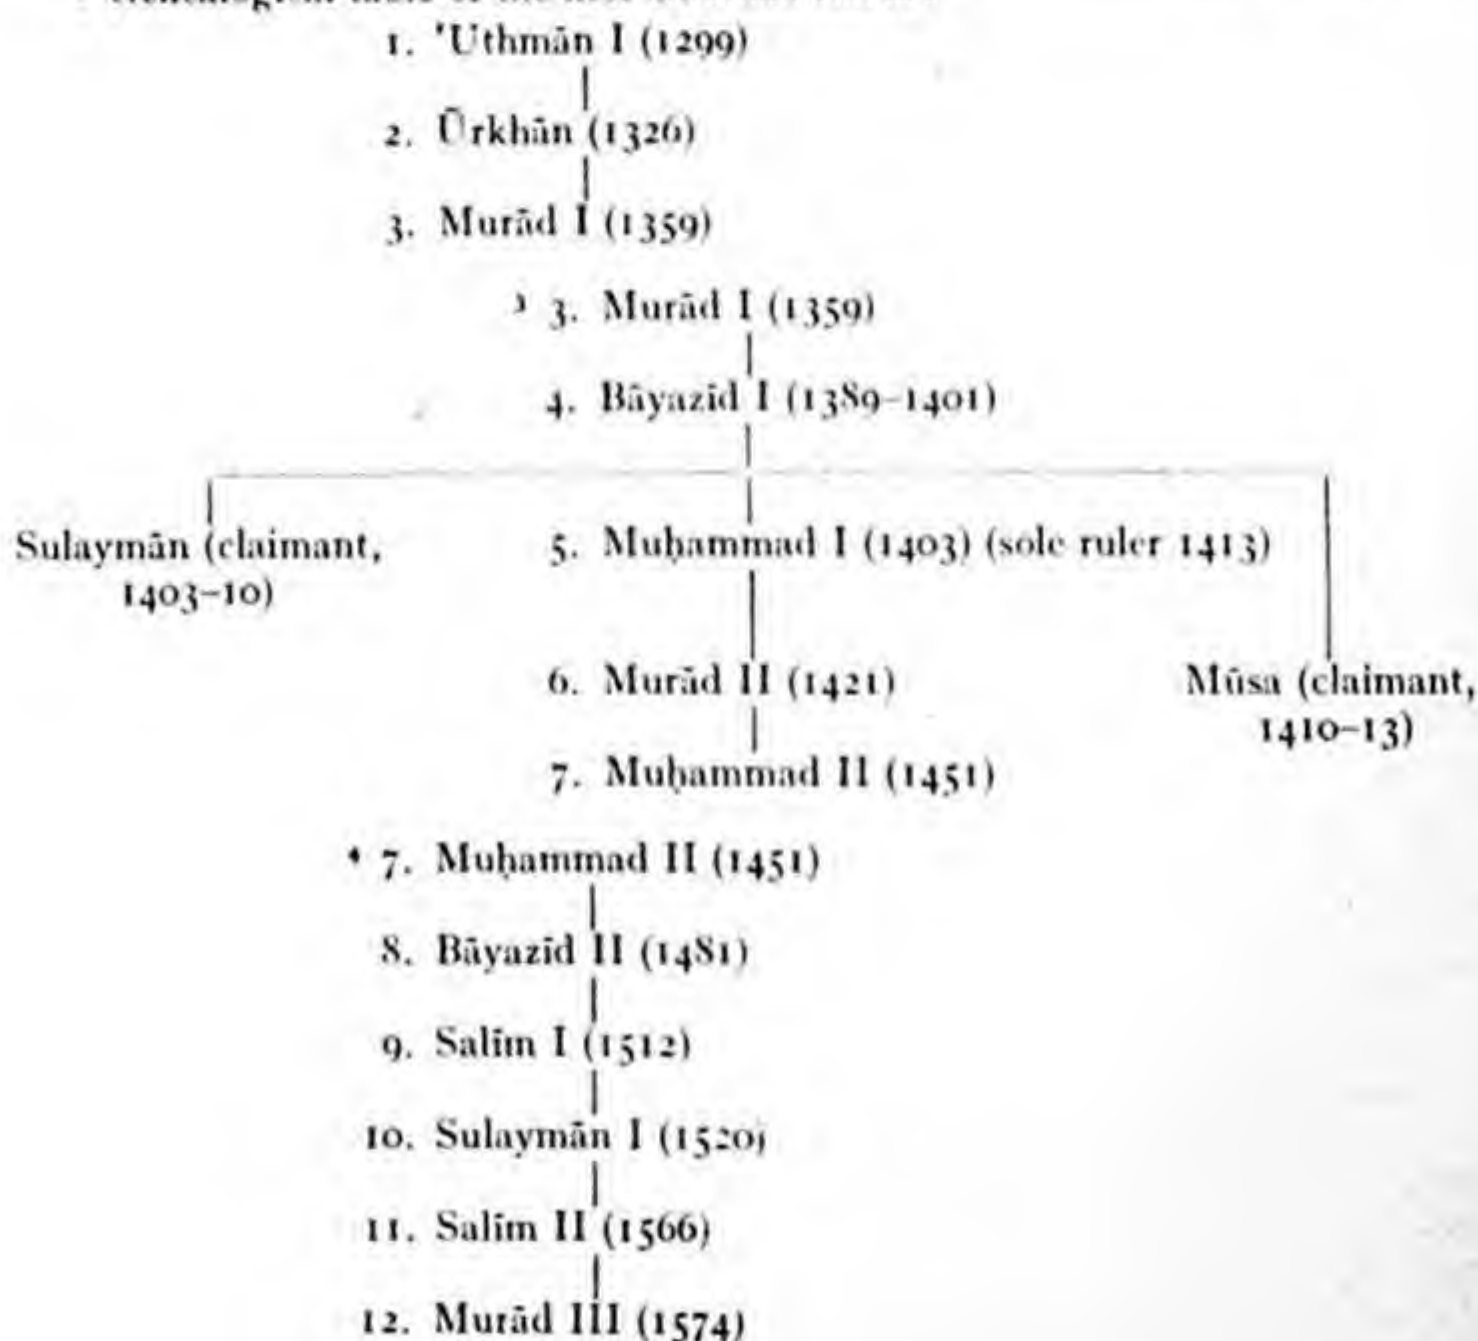 1. 'Uthmān I (1299)
2. Ūrkhān (1326)
3. Murād I (1359)
³ 3. Murād I (1359)
4. Bāyazīd I (1389–1401)
Sulaymān (claimant,
1403–10)
5. Muḥammad I (1403) (sole ruler 1413)
6. Murād II (1421)
Mūsa (claimant,
1410–13)
7. Muḥammad II (1451)
⁴ 7. Muḥammad II (1451)
8. Bāyazīd II (1481)
9. Salīm I (1512)
10. Sulaymān I (1520)
11. Salīm II (1566)
12. Murād III (1574)